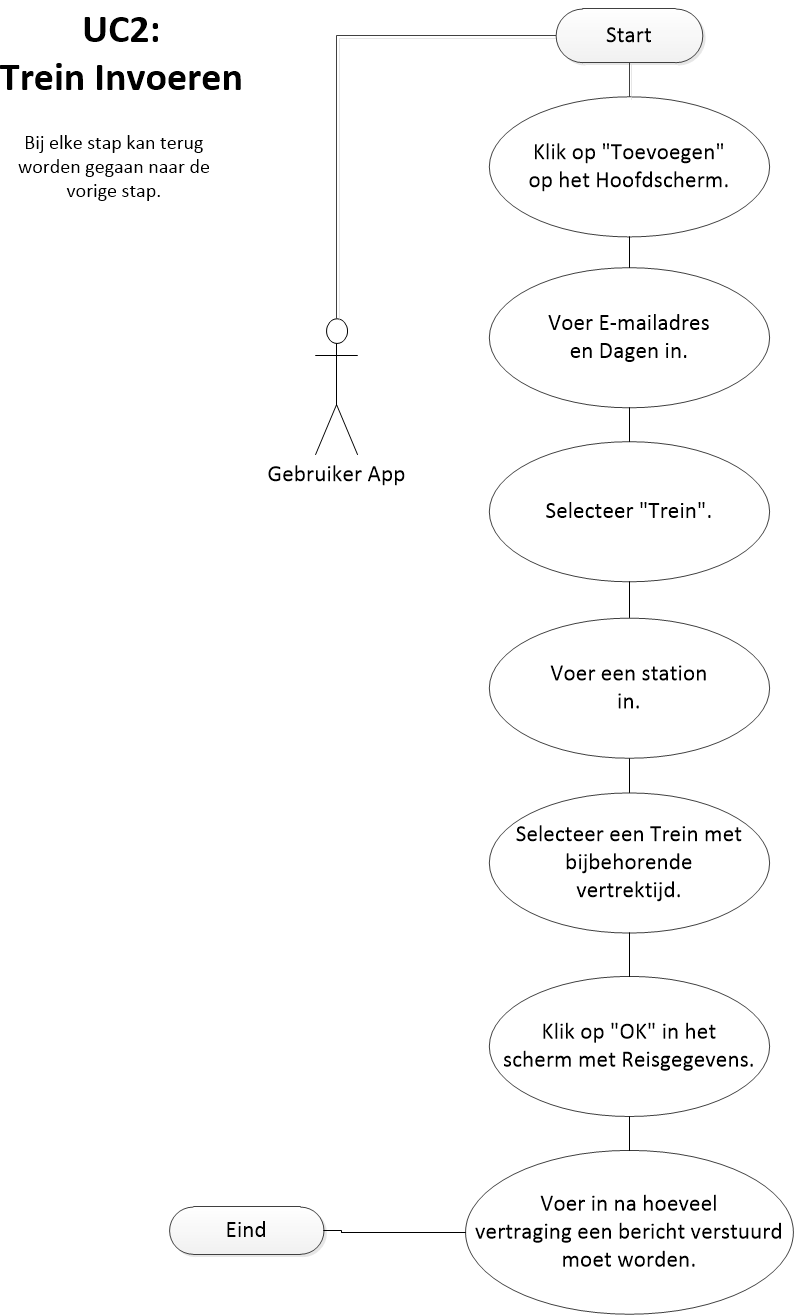 UC2:
Trein Invoeren
Bij elke stap kan terug
worden gegaan naar de
vorige stap.
Start
Klik op "Toevoegen"
op het Hoofdscherm.
Voer E-mailadres
en Dagen in.
Gebruiker App
Selecteer "Trein".
Voer een station
in.
Selecteer een Trein met
bijbehorende
vertrektijd.
Klik op "OK" in het
scherm met Reisgegevens.
Voer in na hoeveel
vertraging een bericht verstuurd
moet worden.
Eind